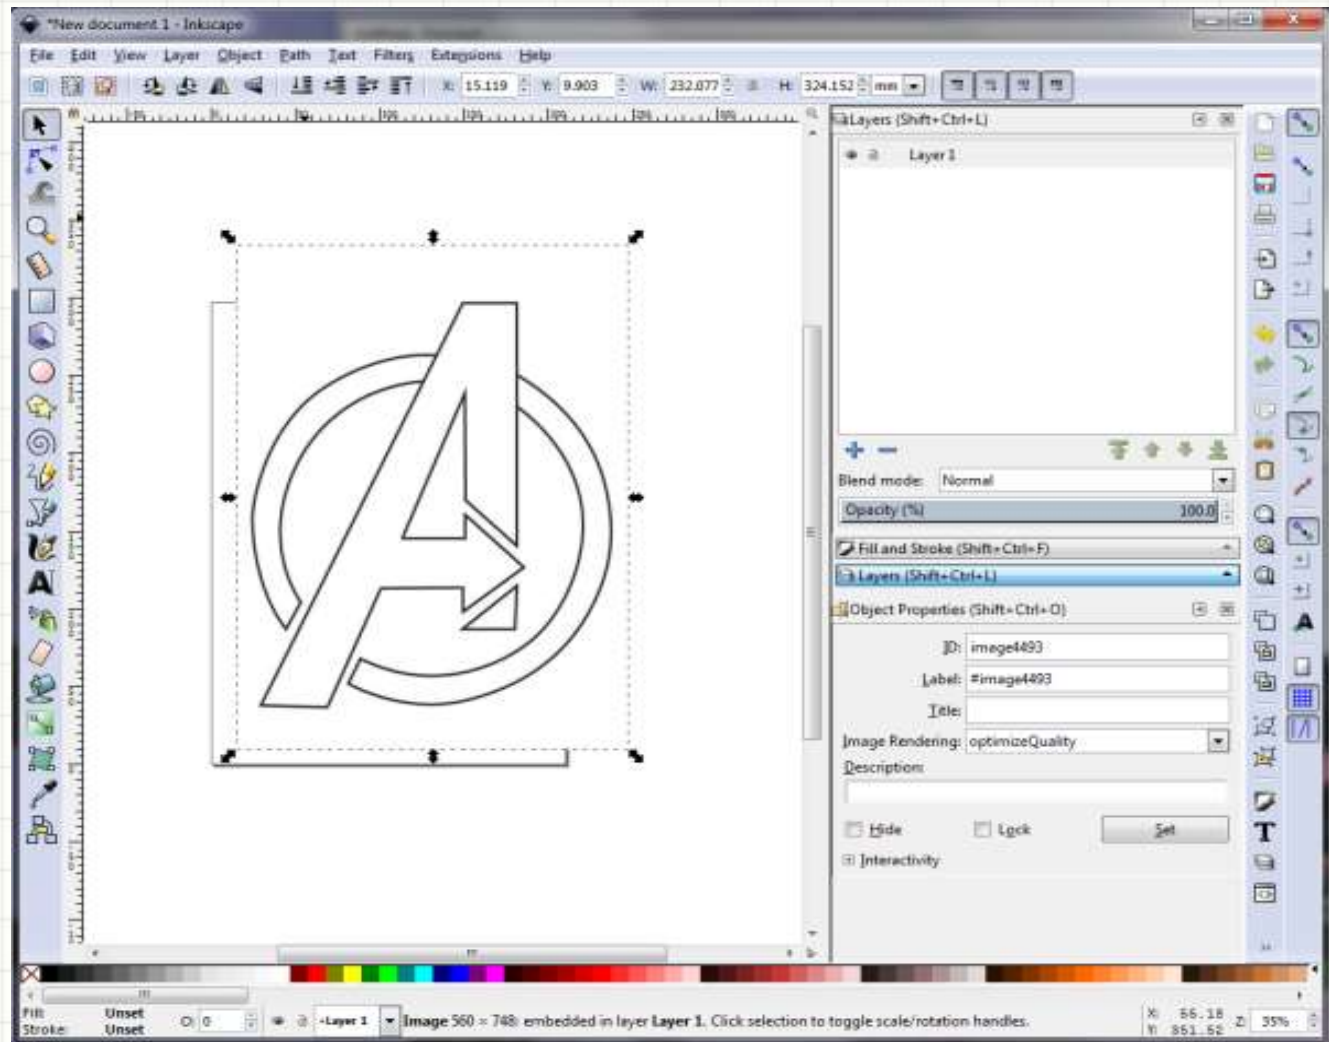 *New document 1 - Inkscape
File Edit View Layer Object Path Text Filters Extensions Help
X: 15.119 Y: 9.903 W: 232.077 H: 324.152 mm
Layers (Shift+Ctrl+L)
Layer 1
Blend mode: Normal
Opacity (%) 100.0
Fill and Stroke (Shift+Ctrl+F)
Layers (Shift+Ctrl+L)
Object Properties (Shift+Ctrl+O)
ID: image4493
Label: #image4493
Title:
Image Rendering: optimizeQuality
Description:
Hide Lock Set
Interactivity
Fill: Unset
Stroke: Unset
O: 0
Layer 1
Image 560 × 748: embedded in layer Layer 1. Click selection to toggle scale/rotation handles.
X: 66.18
Y: 351.52
Z: 35%